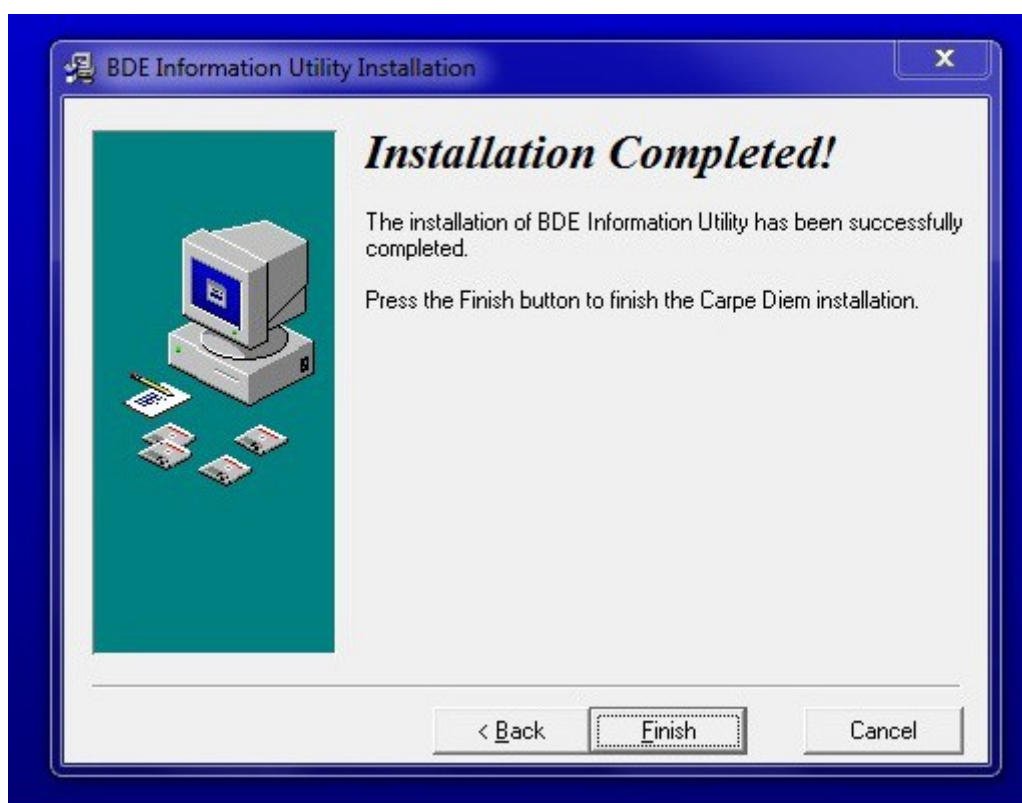 BDE Information Utility Installation
X
Installation Completed!
The installation of BDE Information Utility has been successfully
completed.
Press the Finish button to finish the Carpe Diem installation.
< Back
Finish
Cancel